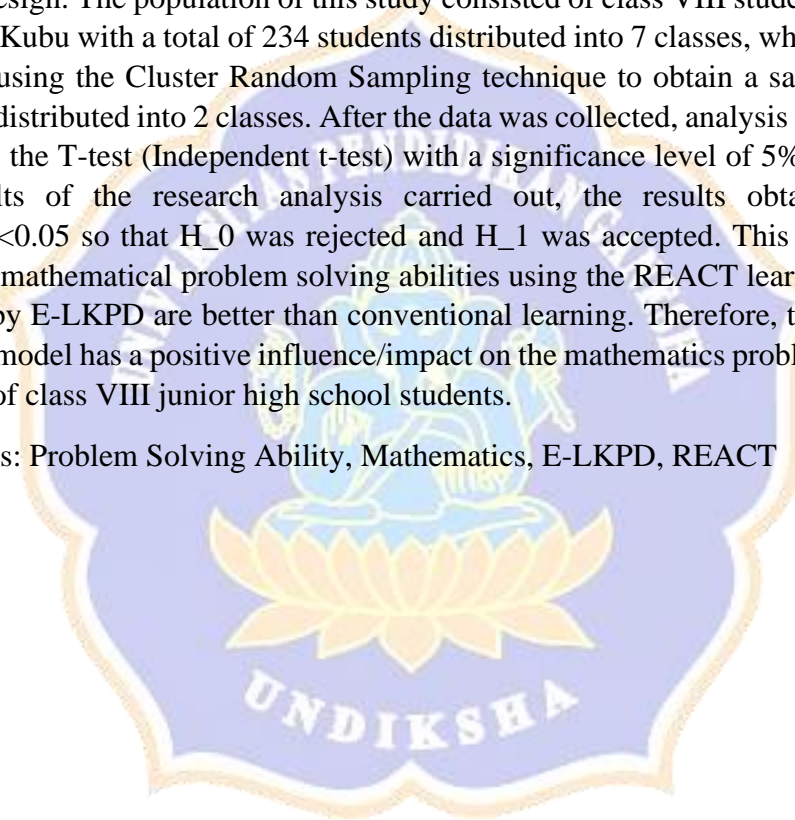 esign. The population of this study consisted of class VIII stude
Kubu with a total of 234 students distributed into 7 classes, wh
using the Cluster Random Sampling technique to obtain a sa
distributed into 2 classes. After the data was collected, analysis
the T-test (Independent t-test) with a significance level of 5%
lts of the research analysis carried out, the results obta
<0.05 so that H_0 was rejected and H_1 was accepted. This
mathematical problem solving abilities using the REACT lear
by E-LKPD are better than conventional learning. Therefore, t
model has a positive influence/impact on the mathematics probl
of class VIII junior high school students.
s: Problem Solving Ability, Mathematics, E-LKPD, REACT
UNIVERSITAS PENDIDIKAN GANESHA
UNDIKSHA